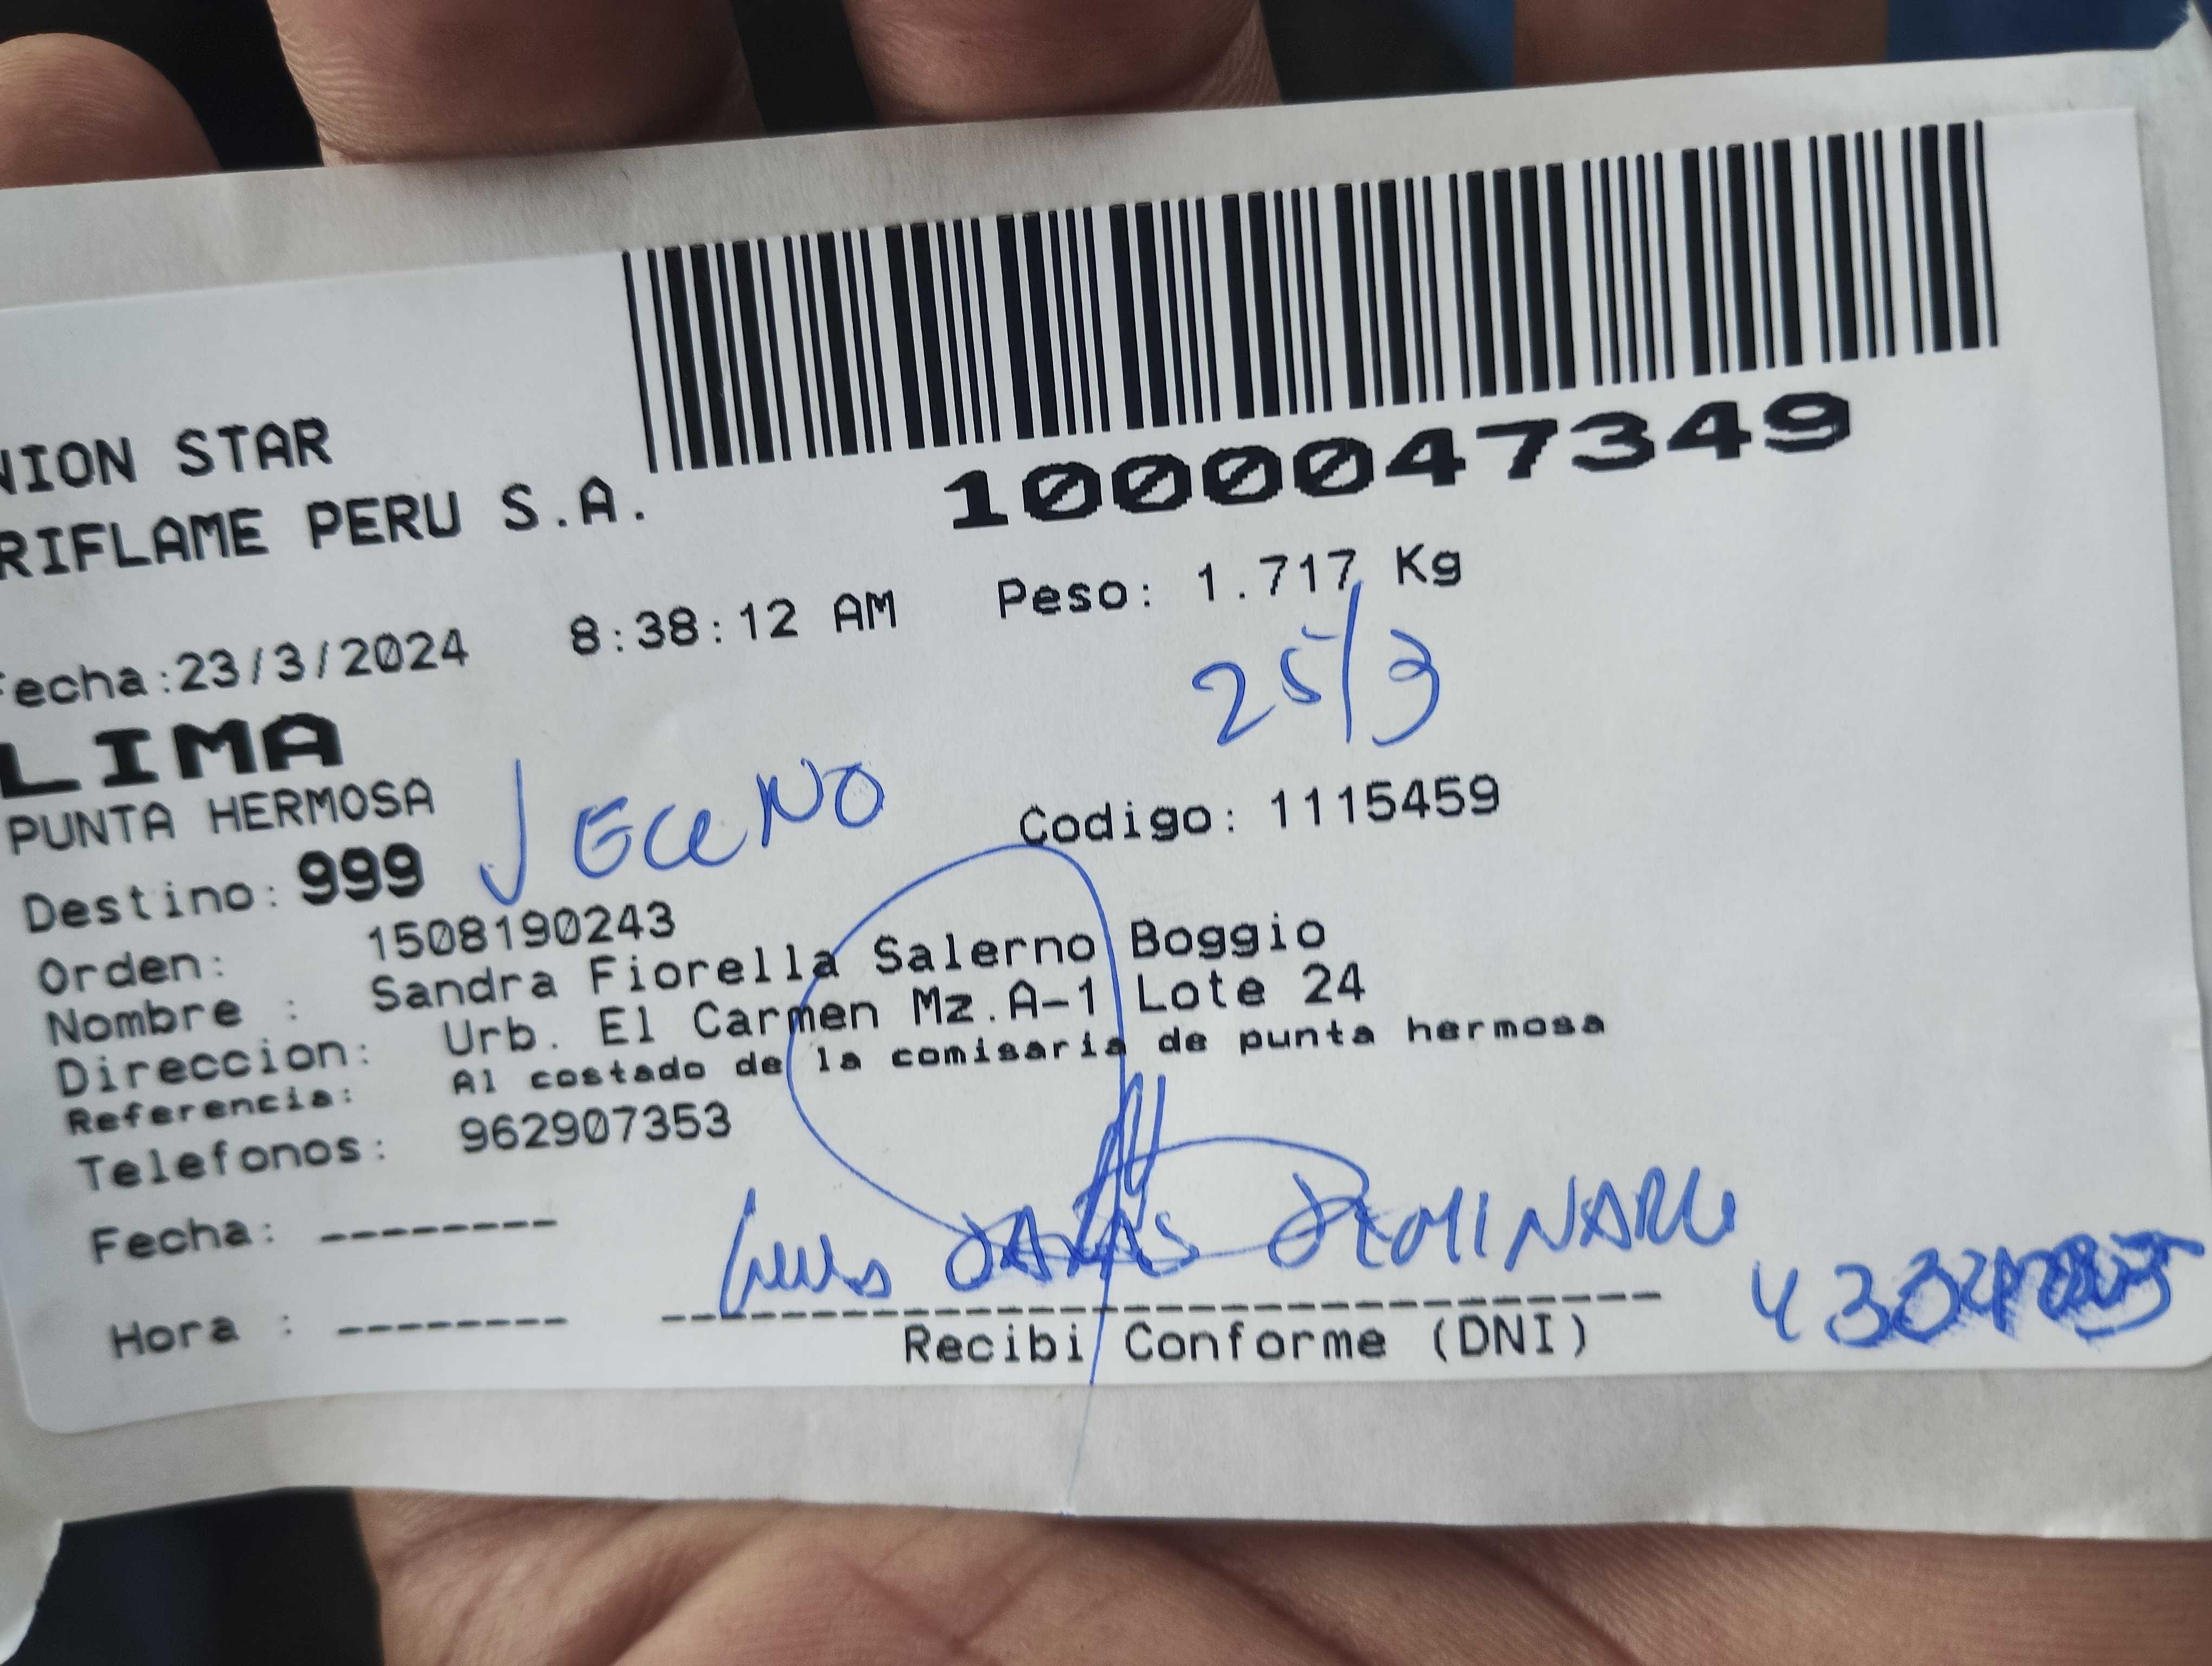 NION STAR
RIFLAME PERU S.A.
1000047349
Fecha:23/3/2024 8:38:12 AM Peso: 1.717 Kg
25/3
LIMA
PUNTA HERMOSA
Destino: 999
Codigo: 1115459
Orden: 1508190243
Nombre : Sandra Fiorella Salerno Boggio
Direccion: Urb. El Carmen Mz.A-1 Lote 24
Referencia: Al costado de la comisaria de punta hermosa
Telefonos: 962907353
Fecha: --------
Luis
Hora : --------
Recibi Conforme (DNI)